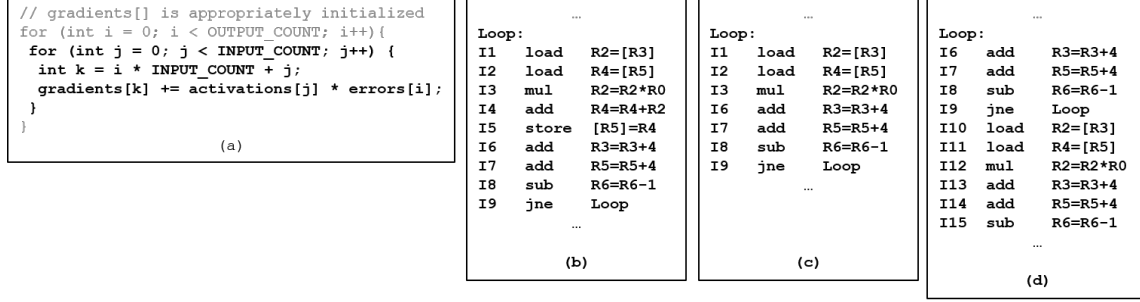 // gradients[] is appropriately initialized
for (int i = 0; i < OUTPUT_COUNT; i++){
for (int j = 0; j < INPUT_COUNT; j++) {
int k = i * INPUT_COUNT + j;
gradients[k] += activations[j] * errors[i];
}
}
(a)
…
Loop:
I1 load R2=[R3]
I2 load R4=[R5]
I3 mul R2=R2*R0
I4 add R4=R4+R2
I5 store [R5]=R4
I6 add R3=R3+4
I7 add R5=R5+4
I8 sub R6=R6-1
I9 jne Loop
…
(b)
…
Loop:
I1 load R2=[R3]
I2 load R4=[R5]
I3 mul R2=R2*R0
I6 add R3=R3+4
I7 add R5=R5+4
I8 sub R6=R6-1
I9 jne Loop
…
(c)
…
Loop:
I6 add R3=R3+4
I7 add R5=R5+4
I8 sub R6=R6-1
I9 jne Loop
I10 load R2=[R3]
I11 load R4=[R5]
I12 mul R2=R2*R0
I13 add R3=R3+4
I14 add R5=R5+4
I15 sub R6=R6-1
…
(d)